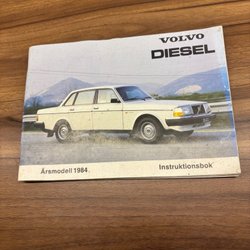 VOLVO
DIESEL
Årsmodell 1984
Instruktionsbok